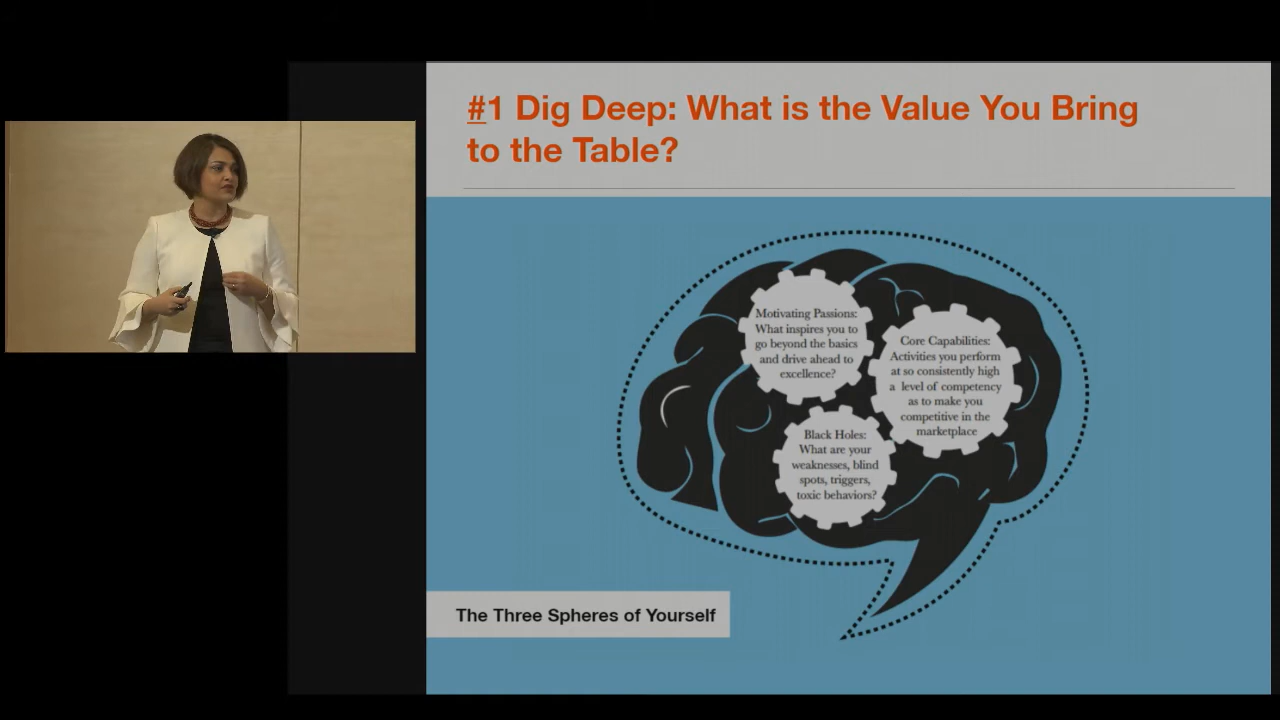 #1 Dig Deep: What is the Value You Bring
to the Table?
Motivating Passions:
What inspires you to
go beyond the basics
and drive ahead to
excellence?
Core Capabilities:
Activities you perform
at so consistently high
a level of competency
as to make you
competitive in the
marketplace
Black Holes:
What are your
weaknesses, blind
spots, triggers,
toxic behaviors?
The Three Spheres of Yourself